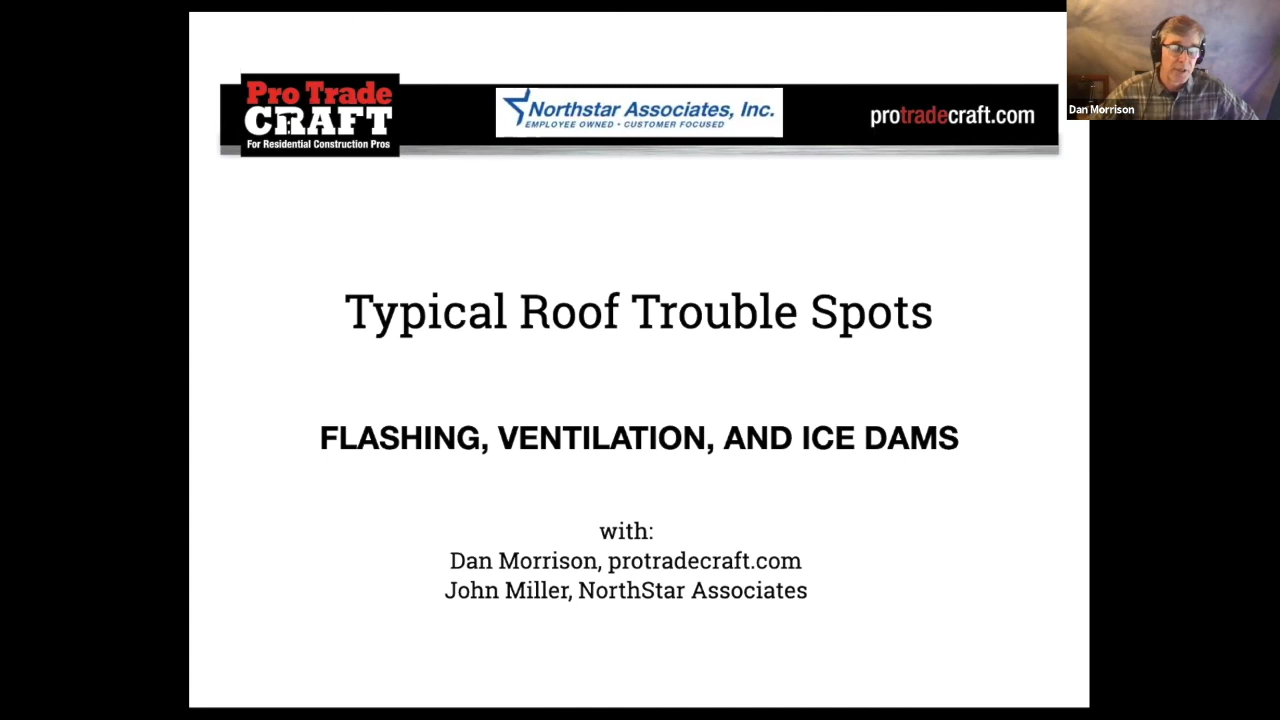 Pro Trade
CRAFT
For Residential Construction Pros
Northstar Associates, Inc.
EMPLOYEE OWNED • CUSTOMER FOCUSED
protradecraft.com
Dan Morrison
Typical Roof Trouble Spots
FLASHING, VENTILATION, AND ICE DAMS
with:
Dan Morrison, protradecraft.com
John Miller, NorthStar Associates